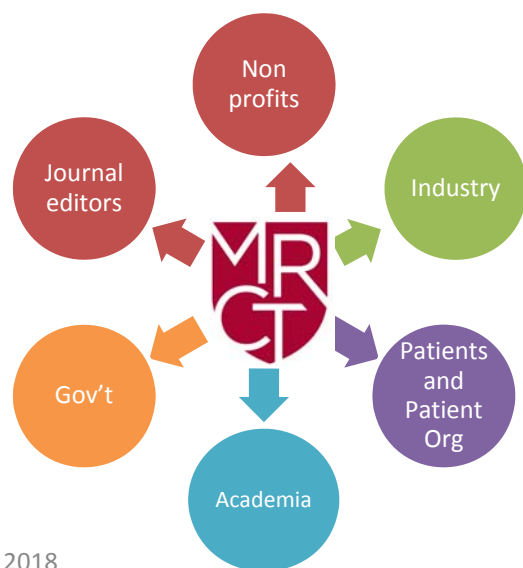 Non
profits
Journal
editors
Industry
MR
CT
Gov't
Patients
and
Patient
Org
Academia
2018